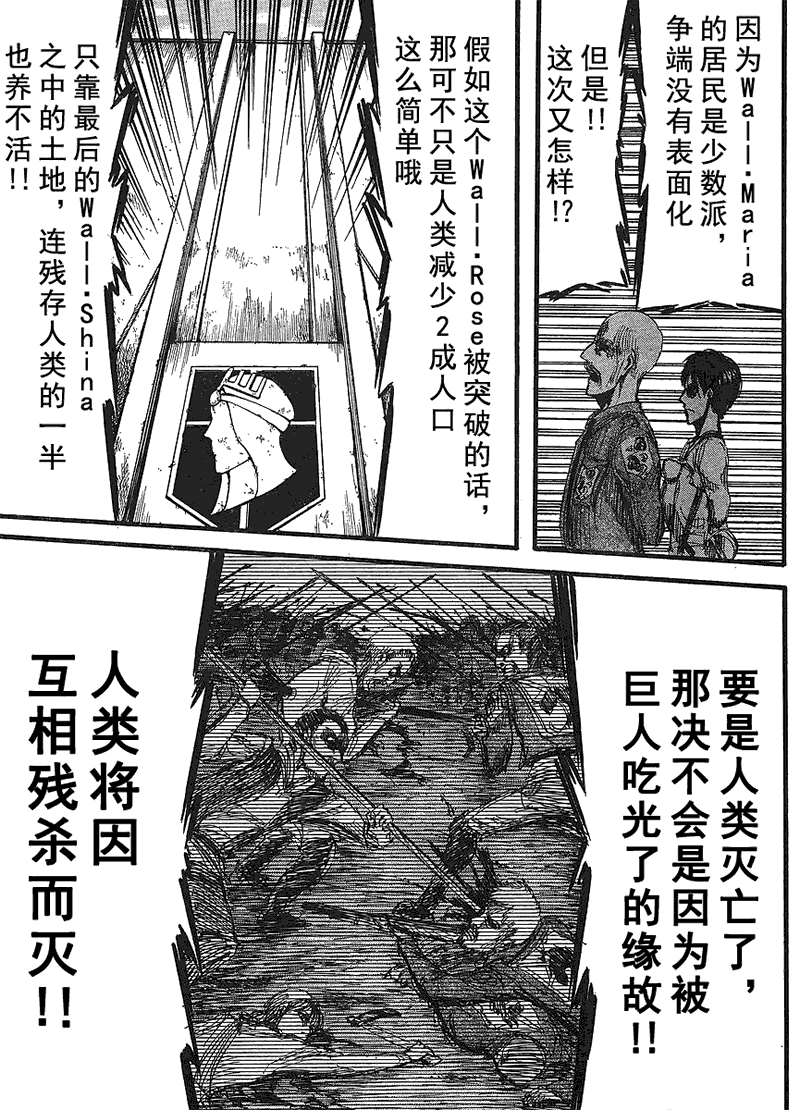 因为Wall·Maria
的居民是少数派,
争端没有表面化
但是!!
这次又怎样!?
假如这个Wall·Rose被突破的话,
那可不只是人类减少2成人口
这么简单哦
只靠最后的Wall·Shina
之中的土地,连残存人类的一半
也养不活!!
要是人类灭亡了,
那决不会是因为被
巨人吃光了的缘故!!
人类将因
互相残杀而灭!!